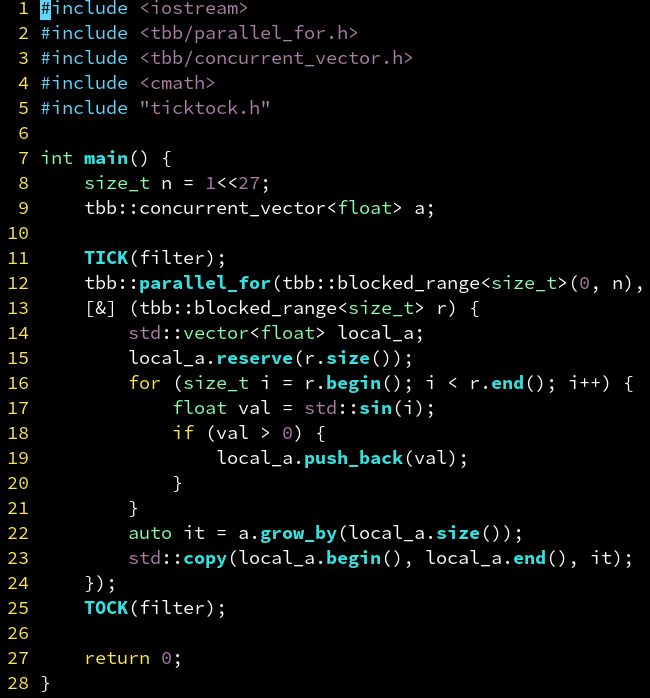 1 #include <iostream>
2 #include <tbb/parallel_for.h>
3 #include <tbb/concurrent_vector.h>
4 #include <cmath>
5 #include "ticktock.h"
6
7 int main() {
8     size_t n = 1<<27;
9     tbb::concurrent_vector<float> a;
10
11     TICK(filter);
12     tbb::parallel_for(tbb::blocked_range<size_t>(0, n),
13     [&] (tbb::blocked_range<size_t> r) {
14         std::vector<float> local_a;
15         local_a.reserve(r.size());
16         for (size_t i = r.begin(); i < r.end(); i++) {
17             float val = std::sin(i);
18             if (val > 0) {
19                 local_a.push_back(val);
20             }
21         }
22         auto it = a.grow_by(local_a.size());
23         std::copy(local_a.begin(), local_a.end(), it);
24     });
25     TOCK(filter);
26
27     return 0;
28 }